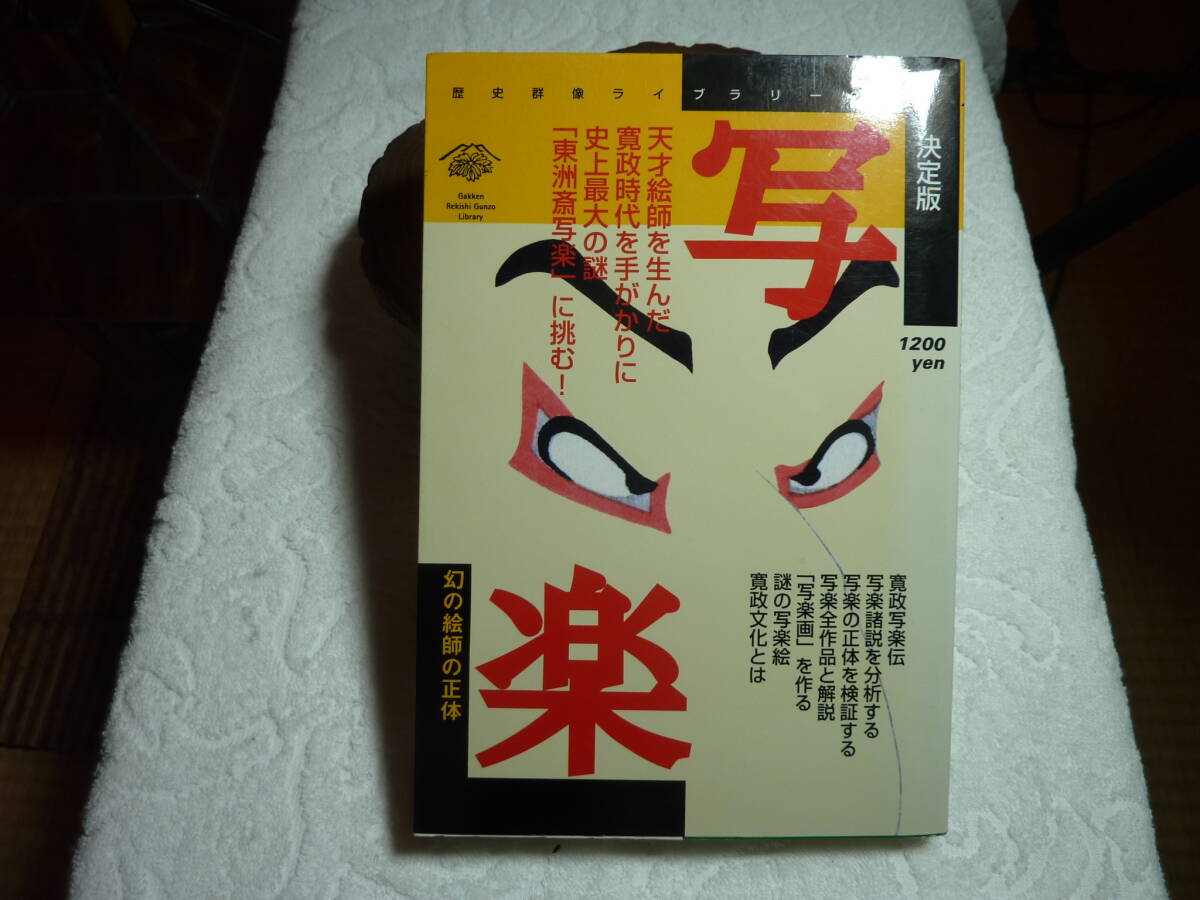 歴史群像ライブラリー
Gakken
Rekishi Gunzo
Library
決定版
写楽
1200
yen
天才絵師を生んだ
寛政時代を手がかりに
史上最大の謎
「東洲斎写楽」に挑む！
寛政写楽伝
写楽諸説を分析する
写楽の正体を検証する
写楽全作品と解説
「写楽画」を作る
謎の写楽絵
寛政文化とは
幻の絵師の正体